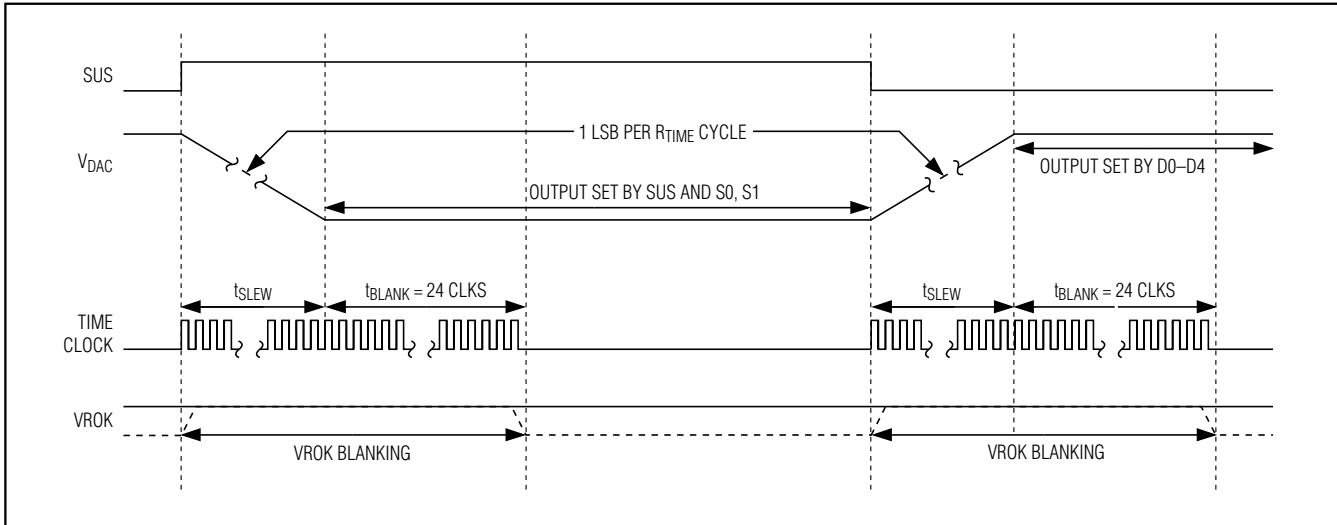 SUS
1 LSB PER RTIME CYCLE
VDAC
OUTPUT SET BY D0–D4
OUTPUT SET BY SUS AND S0, S1
tSLEW
tBLANK = 24 CLKS
tSLEW
tBLANK = 24 CLKS
TIME
CLOCK
VROK
VROK BLANKING
VROK BLANKING